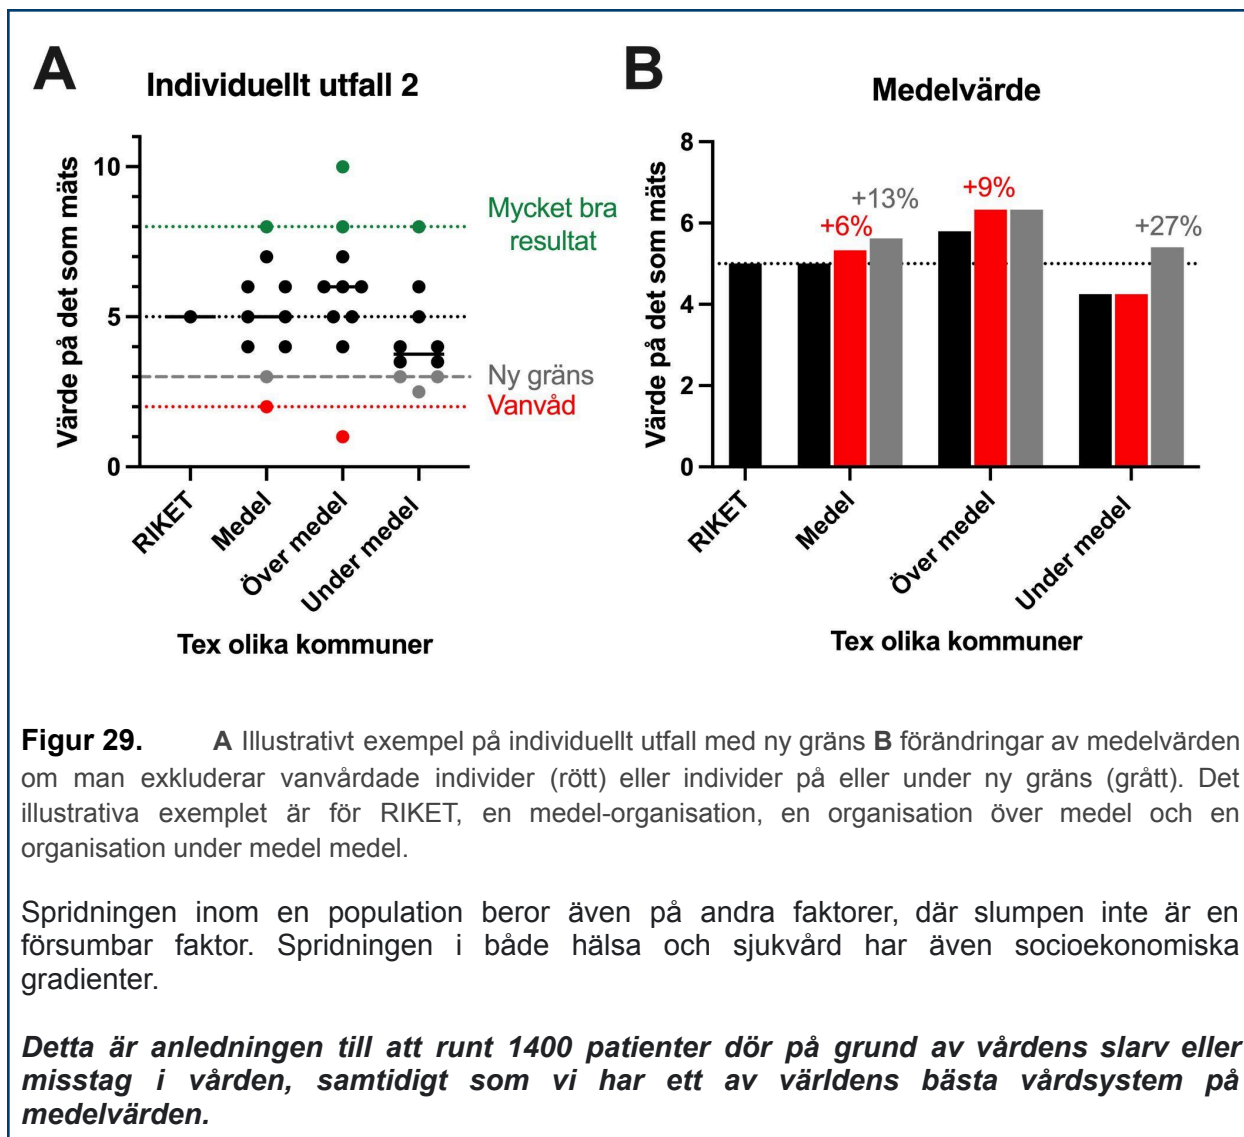 A
Individuellt utfall 2
Värde på det som mäts
10
5
0
Mycket bra
resultat
Ny gräns
Vanvåd
RIKET
Medel
Över medel
Under medel
Tex olika kommuner
B
Medelvärde
Värde på det som mäts
8
6
4
2
0
+6%
+13%
+9%
+27%
RIKET
Medel
Över medel
Under medel
Tex olika kommuner
Figur 29. A Illustrativt exempel på individuellt utfall med ny gräns B förändringar av medelvärden
om man exkluderar vanvårdade individer (rött) eller individer på eller under ny gräns (grått). Det
illustrativa exemplet är för RIKET, en medel-organisation, en organisation över medel och en
organisation under medel medel.
Spridningen inom en population beror även på andra faktorer, där slumpen inte är en
försumbar faktor. Spridningen i både hälsa och sjukvård har även socioekonomiska
gradienter.
Detta är anledningen till att runt 1400 patienter dör på grund av vårdens slarv eller
misstag i vården, samtidigt som vi har ett av världens bästa vårdsystem på
medelvärden.